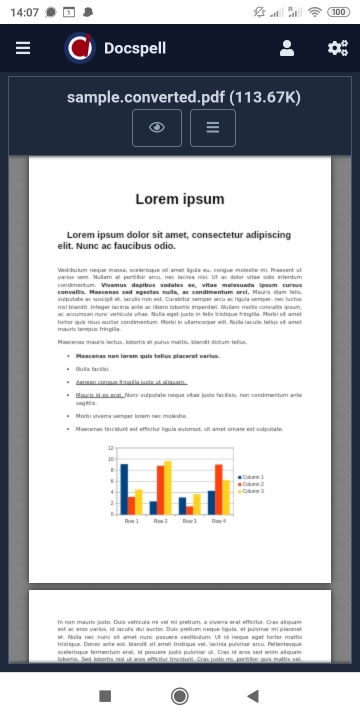 14:07
1
100
Docspell
sample.converted.pdf (113.67K)
Lorem ipsum
Lorem ipsum dolor sit amet, consectetur adipiscing
elit. Nunc ac faucibus odio.
Vestibulum neque massa, scelerisque sit amet ligula eu, congue molestie mi. Praesent ut
varius sem. Nullam at porttitor arcu, nec lacinia nisi. Ut ac dolor vitae odio interdum
condimentum. Vivamus dapibus sodales ex, vitae malesuada ipsum cursus
convallis. Maecenas sed egestas nulla, ac condimentum orci. Mauris diam felis,
vulputate ac suscipit et, iaculis non est. Curabitur semper arcu ac ligula semper, nec luctus
nisl blandit. Integer lacinia ante ac libero lobortis imperdiet. Nullam mollis convallis ipsum,
ac accumsan nunc vehicula vitae. Nulla eget justo in felis tristique fringilla. Morbi sit amet
tortor quis risus auctor condimentum. Morbi in ullamcorper elit. Nulla iaculis tellus sit amet
mauris tempus fringilla.
Maecenas mauris lectus, lobortis et purus mattis, blandit dictum tellus.
• Maecenas non lorem quis tellus placerat varius.
• Nulla facilisi.
• Aenean congue fringilla justo ut aliquam.
• Mauris id ex erat. Nunc vulputate neque vitae justo facilisis, non condimentum ante
sagittis.
• Morbi viverra semper lorem nec molestie.
• Maecenas tincidunt est efficitur ligula euismod, sit amet ornare est vulputate.
12
10
8
6
4
2
0
Row 1 Row 2 Row 3 Row 4
Column 1
Column 2
Column 3
In non mauris justo. Duis vehicula mi vel mi pretium, a viverra erat efficitur. Cras aliquam
est ac eros varius, id iaculis dui auctor. Duis pretium neque ligula, et pulvinar mi placerat
et. Nulla nec nunc sit amet nunc posuere vestibulum. Ut id neque eget tortor mattis
tristique. Donec ante est, blandit sit amet tristique vel, lacinia pulvinar arcu. Pellentesque
scelerisque fermentum erat, id posuere justo pulvinar ut. Cras id eros sed enim aliquam
lobortis. Sed lobortis nisl ut eros efficitur tincidunt. Cras justo mi, porttitor quis mattis vel,